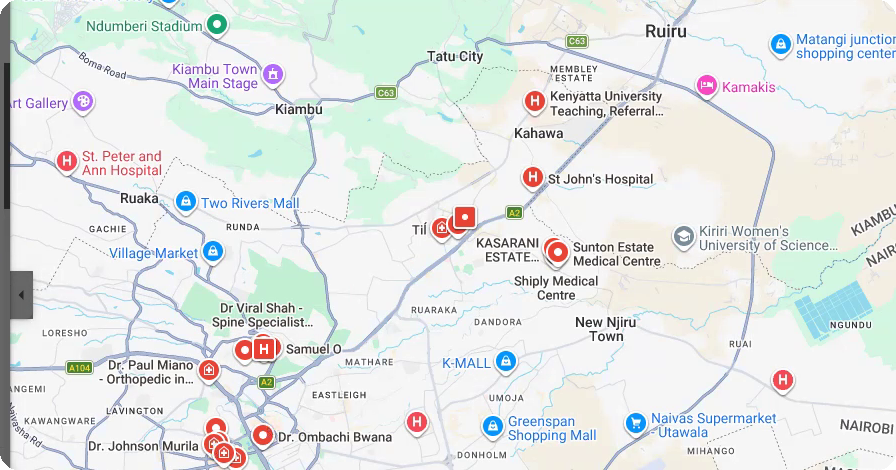 Ndumberi Stadium
C63
Ruiru
Matangi junction
shopping center
Tatu City
Boma Road
Kiambu Town
Main Stage
MEMBLEY
ESTATE
Kamakis
C63
Art Gallery
Kiambu
Kenyatta University
Teaching, Referral...
Kahawa
H
H
St. Peter and
Ann Hospital
H
St John's Hospital
Ruaka
Two Rivers Mall
A2
GACHIE
RUNDA
KIAMBU
Kiriri Women's
University of Science...
Village Market
KASARANI
ESTATE...
Sunton Estate
Medical Centre
NAIROBI
Shiply Medical
Centre
Dr Viral Shah -
Spine Specialist...
RUARAKA
DANDORA
New Njiru
Town
NGUNDU
LORESHO
H
Samuel O
RUAI
A104
Dr. Paul Miano
- Orthopedic in...
MATHARE
K-MALL
A2
H
EASTLEIGH
UMOJA
LAVINGTON
KAWANGWARE
H
Greenspan
Shopping Mall
Naivas Supermarket
- Utawala
NAIROBI
Naivasha Rd
Dr. Johnson Murila
Dr. Ombachi Bwana
DONHOLM
MIHANGO